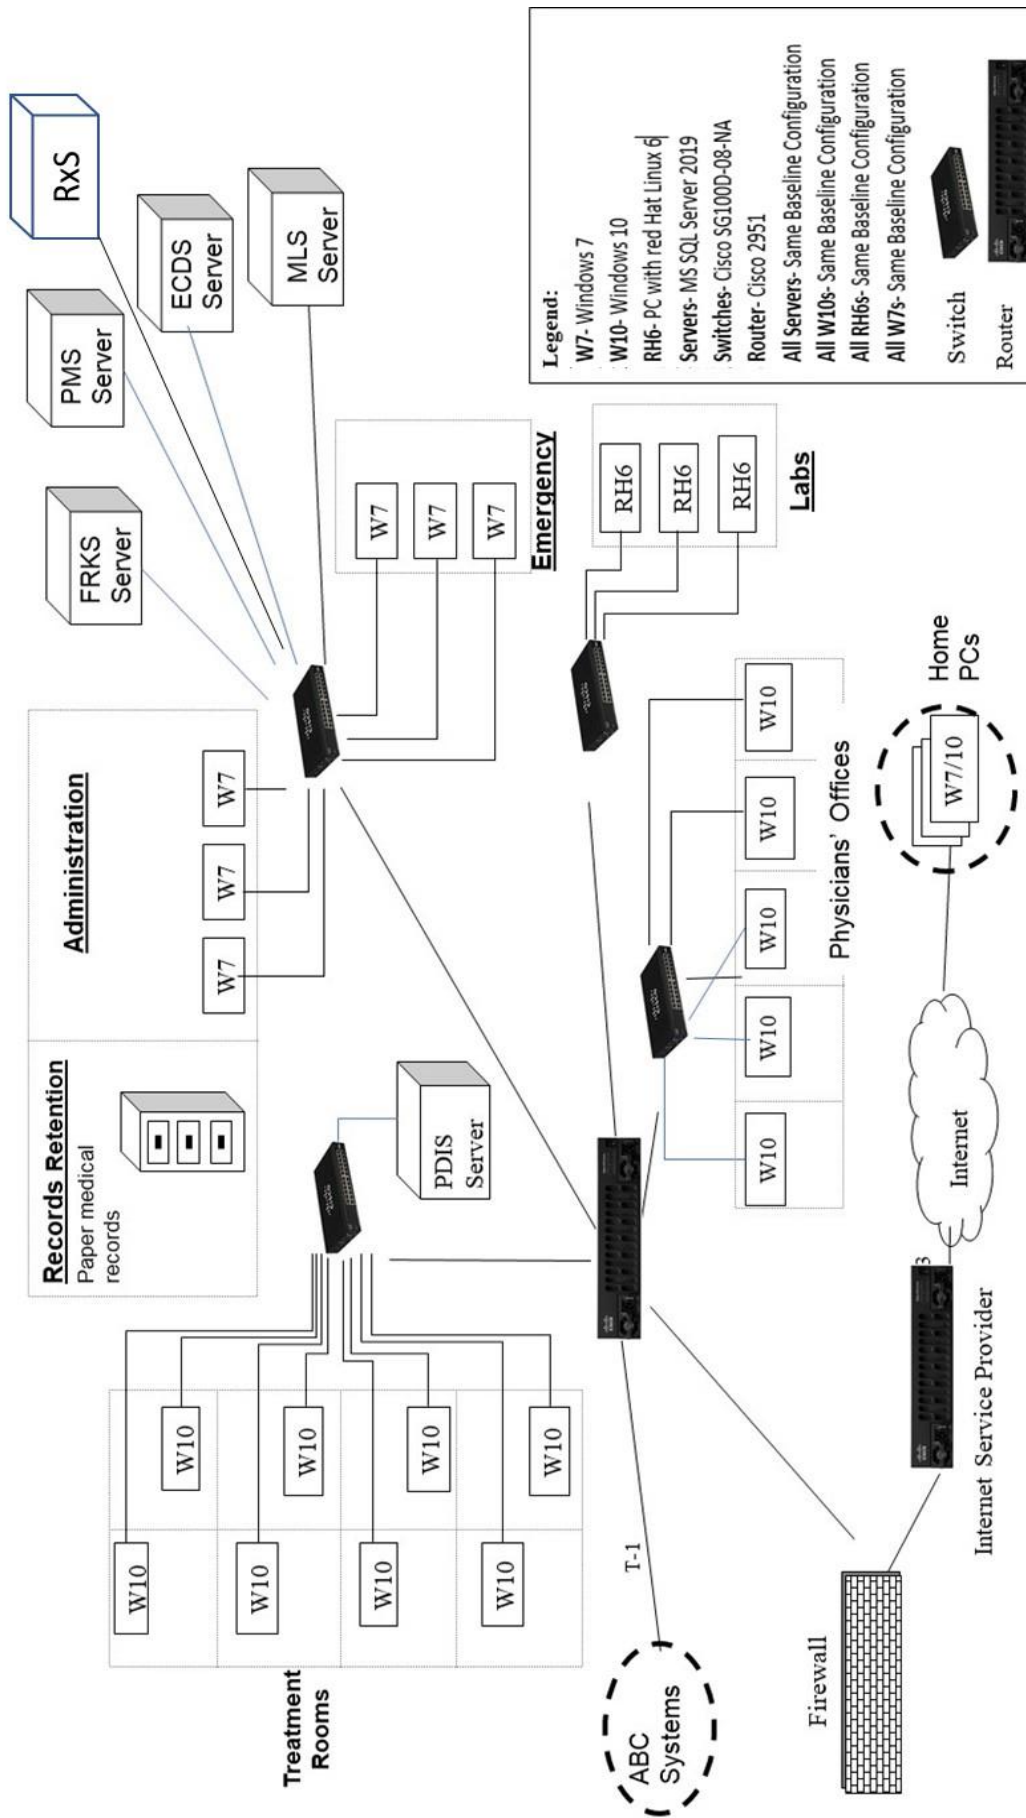 Records Retention
Paper medical
records
Administration
W7
W7
W7
FRKS
Server
PMS
Server
RxS
ECDS
Server
MLS
Server
Treatment
Rooms
W10
W10
W10
W10
W10
W10
W10
W10
PDIS
Server
W7
W7
W7
Emergency
RH6
RH6
RH6
Labs
ABC
Systems
T-1
W10
W10
W10
W10
W10
Physicians’ Offices
Firewall
Internet Service Provider
3
Internet
W7/10
Home
PCs
Legend:
W7- Windows 7
W10- Windows 10
RH6- PC with red Hat Linux 6
Servers- MS SQL Server 2019
Switches- Cisco SG100D-08-NA
Router- Cisco 2951
All Servers- Same Baseline Configuration
All W10s- Same Baseline Configuration
All RH6s- Same Baseline Configuration
All W7s- Same Baseline Configuration
Switch
Router